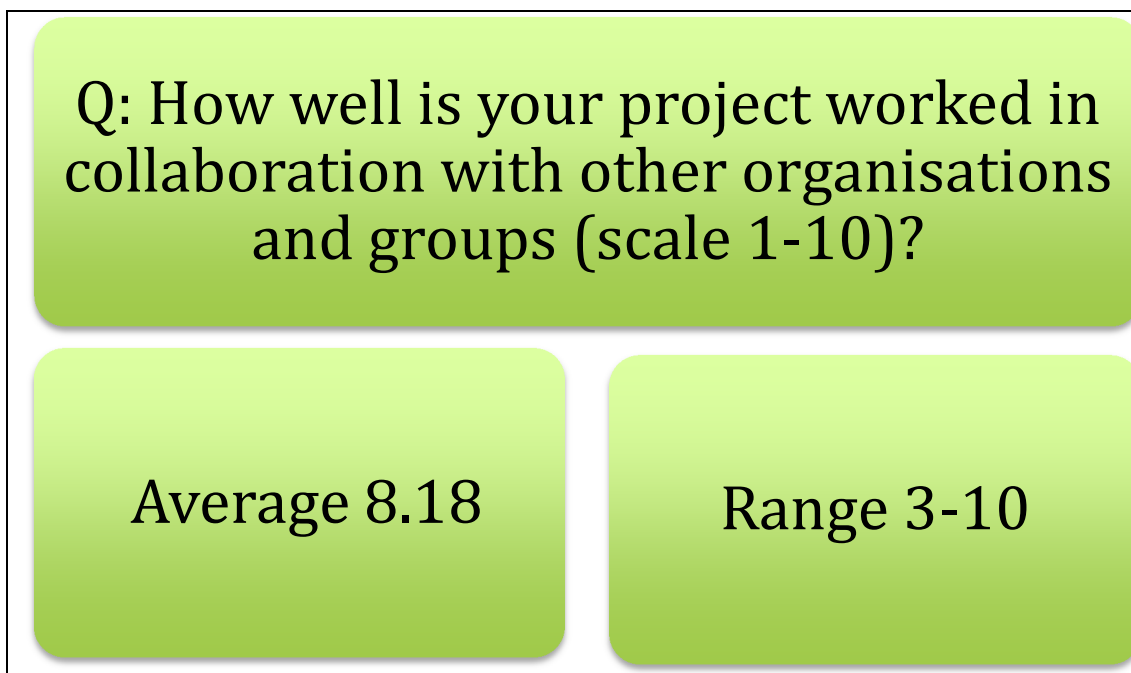 Q: How well is your project worked in
collaboration with other organisations
and groups (scale 1-10)?
Average 8.18
Range 3-10